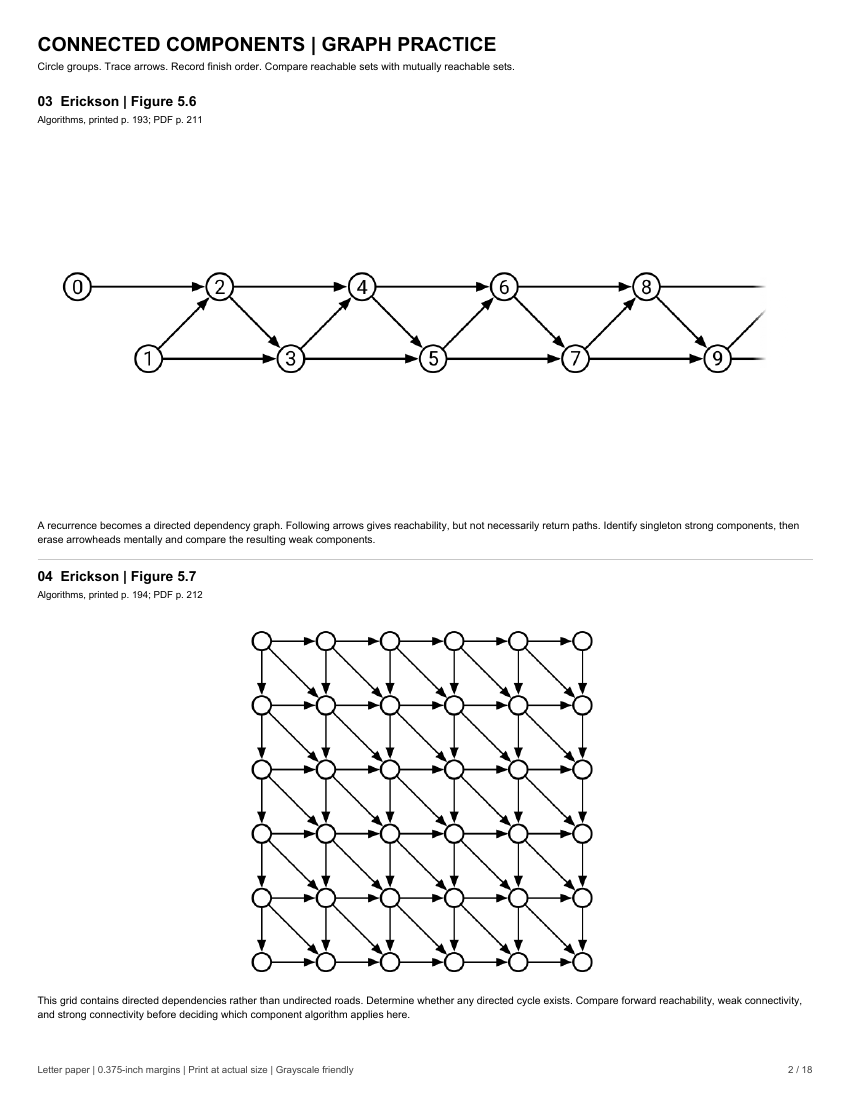 CONNECTED COMPONENTS | GRAPH PRACTICE
Circle groups. Trace arrows. Record finish order. Compare reachable sets with mutually reachable sets.
03 Erickson | Figure 5.6
Algorithms, printed p. 193; PDF p. 211
0 2 4 6 8
1 3 5 7 9
A recurrence becomes a directed dependency graph. Following arrows gives reachability, but not necessarily return paths. Identify singleton strong components, then
erase arrowheads mentally and compare the resulting weak components.
04 Erickson | Figure 5.7
Algorithms, printed p. 194; PDF p. 212
This grid contains directed dependencies rather than undirected roads. Determine whether any directed cycle exists. Compare forward reachability, weak connectivity,
and strong connectivity before deciding which component algorithm applies here.
Letter paper | 0.375-inch margins | Print at actual size | Grayscale friendly
2 / 18